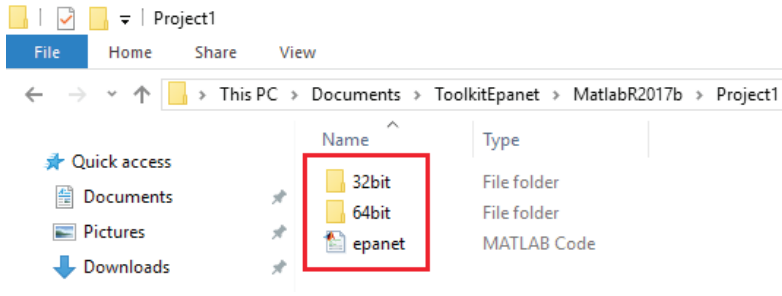 Project1
File Home Share View
This PC > Documents > ToolkitEpanet > MatlabR2017b > Project1
Name Type
Quick access
32bit File folder
Documents
64bit File folder
Pictures
epanet MATLAB Code
Downloads